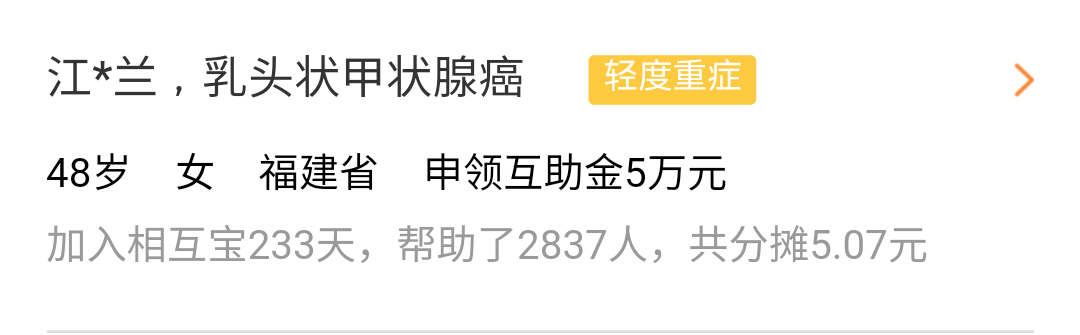 江*兰，乳头状甲状腺癌 轻度重症
48岁 女 福建省 申领互助金5万元
加入相互宝233天，帮助了2837人，共分摊5.07元